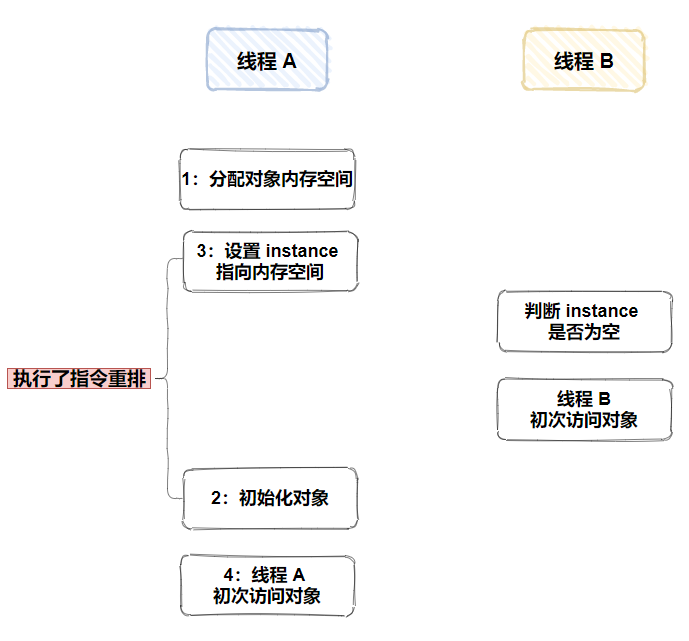 线程 A
线程 B
1：分配对象内存空间
3：设置 instance
指向内存空间
判断 instance
是否为空
执行了指令重排
线程 B
初次访问对象
2：初始化对象
4：线程 A
初次访问对象